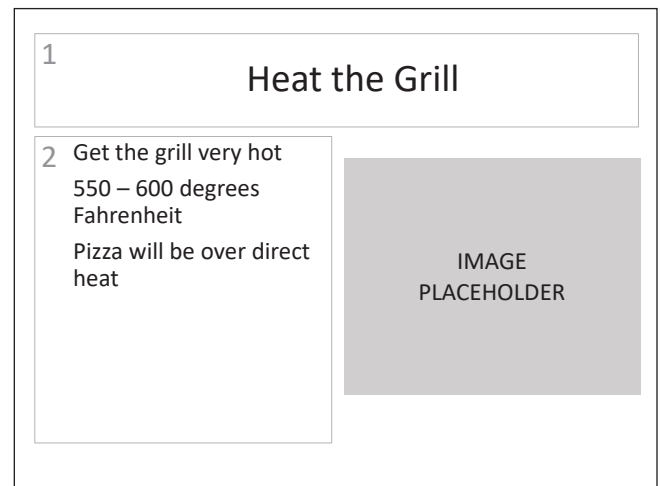 1
Heat the Grill
2
Get the grill very hot
550 – 600 degrees
Fahrenheit
Pizza will be over direct
heat
IMAGE
PLACEHOLDER